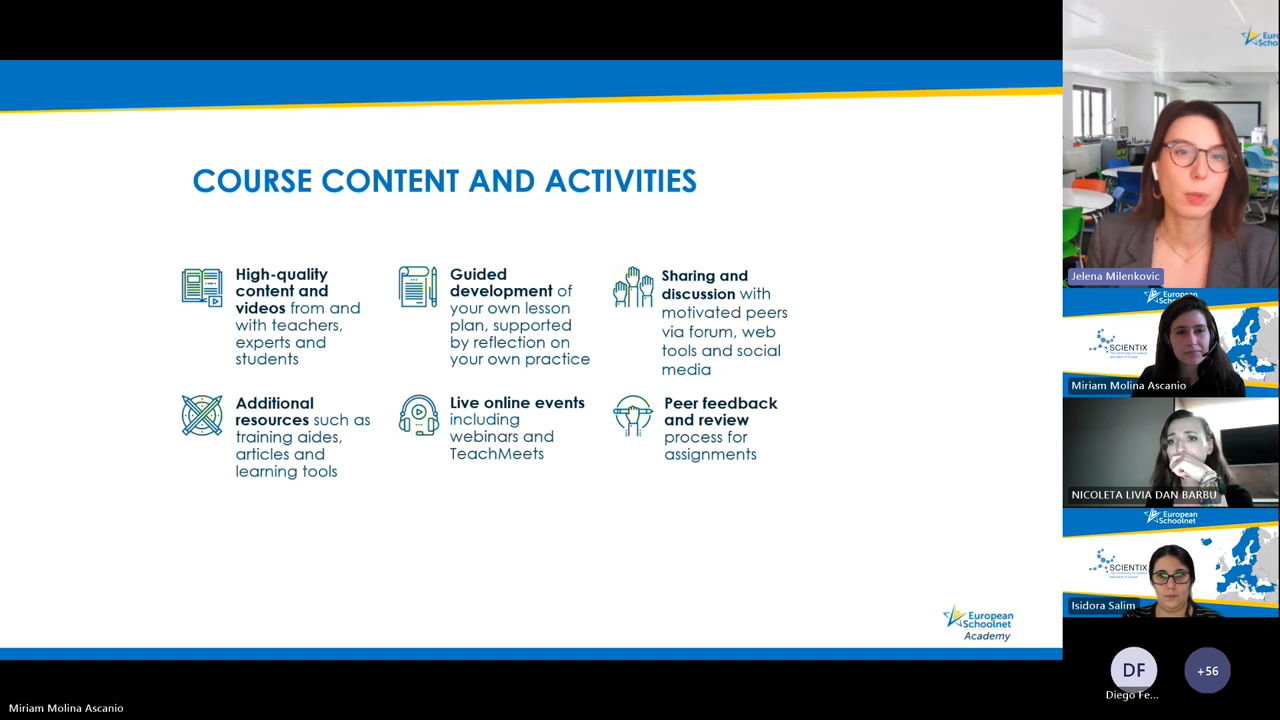 COURSE CONTENT AND ACTIVITIES
High-quality
content and
videos from and
with teachers,
experts and
students
Guided
development of
your own lesson
plan, supported
by reflection on
your own practice
Sharing and
discussion with
motivated peers
via forum, web
tools and social
media
Additional
resources such as
training aides,
articles and
learning tools
Live online events
including
webinars and
TeachMeets
Peer feedback
and review
process for
assignments
European
Schoolnet
Academy
Miriam Molina Ascanio
Jelena Milenkovic
European
SCIENTIX
Miriam Molina Ascanio
NICOLETA LIVIA DAN BARBU
European
Schoolnet
SCIENTIX
Isidora Salim
DF
Diego Fe...
+56